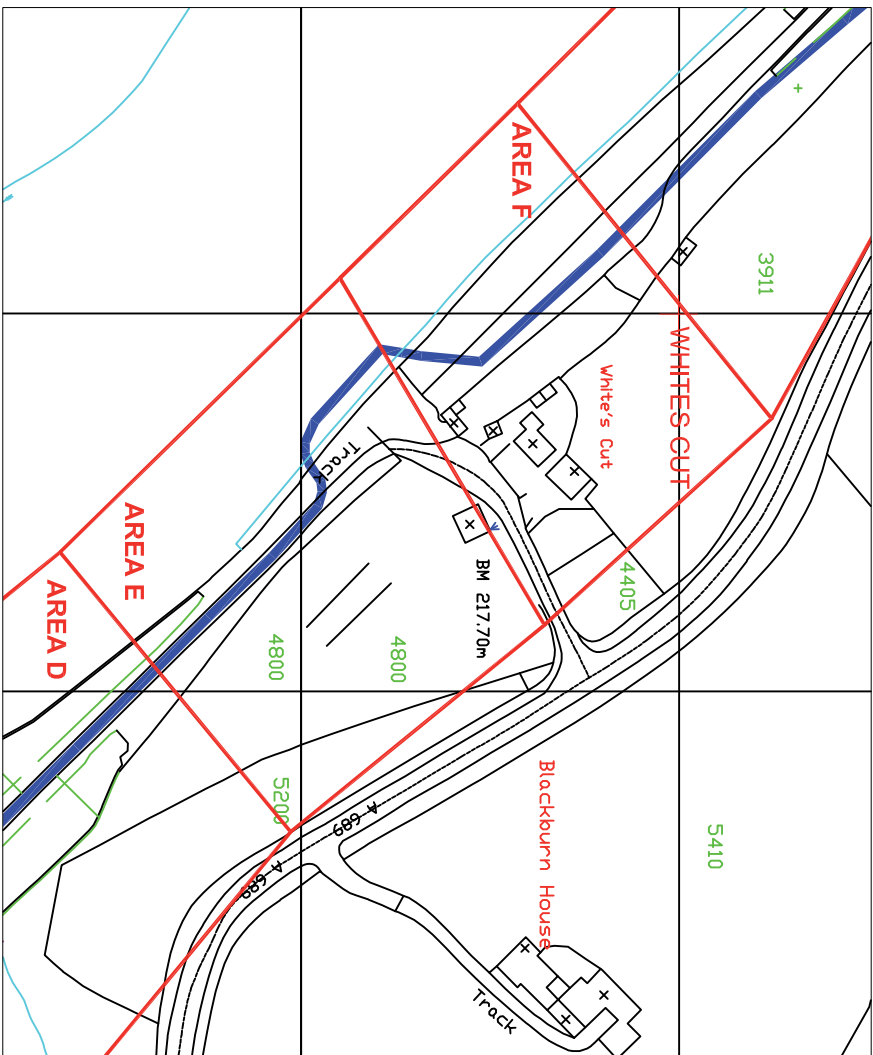 AREA F
3911
WHITES CUT
White's Cut
Track
AREA E
AREA D
BM 217.70m
4405
4800
4800
5200
A 689
A 689
Blackburn House
5410
Track